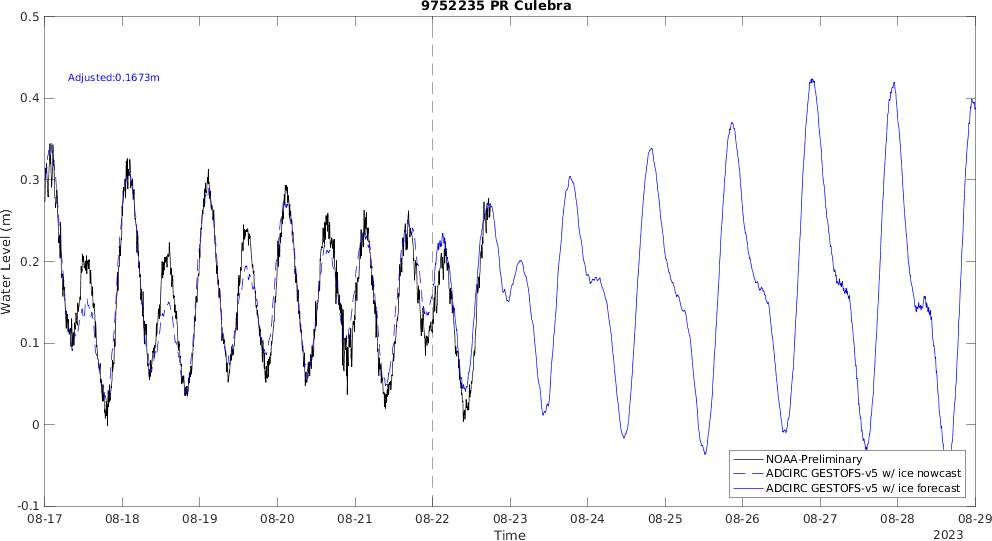 9752235 PR Culebra
0.5
0.4
0.3
0.2
0.1
0
-0.1
Water Level (m)
Adjusted:0.1673m
NOAA-Preliminary
ADCIRC GESTOFS-v5 w/ ice nowcast
ADCIRC GESTOFS-v5 w/ ice forecast
08-17 08-18 08-19 08-20 08-21 08-22 08-23 08-24 08-25 08-26 08-27 08-28 08-29
Time
2023